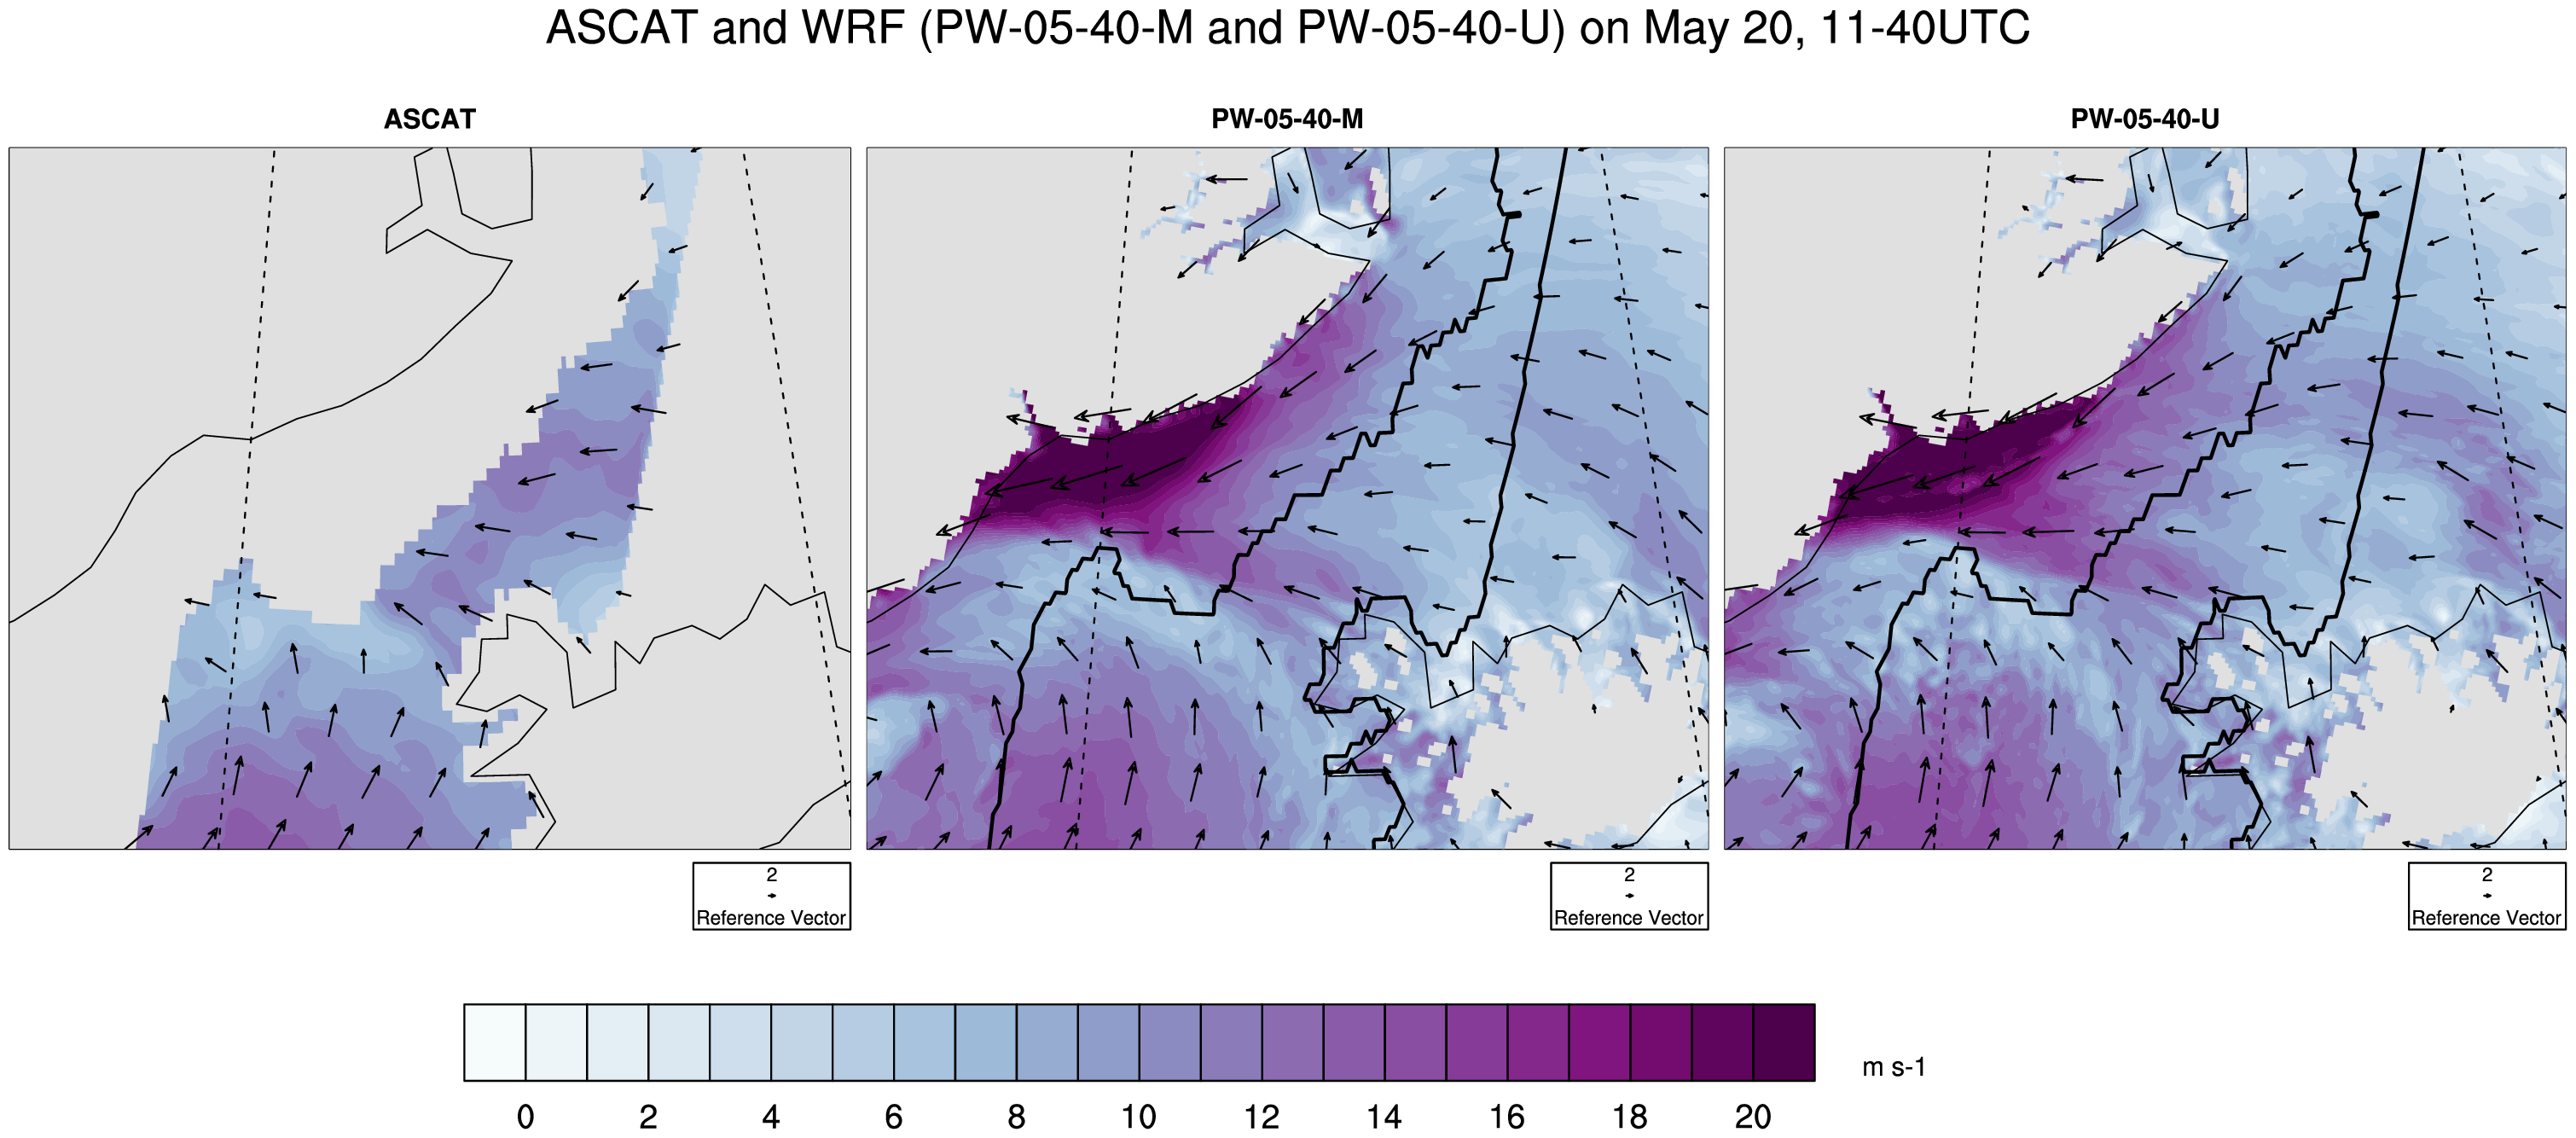 ASCAT and WRF (PW-05-40-M and PW-05-40-U) on May 20, 11-40UTC
ASCAT PW-05-40-M PW-05-40-U
2 2 2
Reference Vector Reference Vector Reference Vector
m s-1
0 2 4 6 8 10 12 14 16 18 20